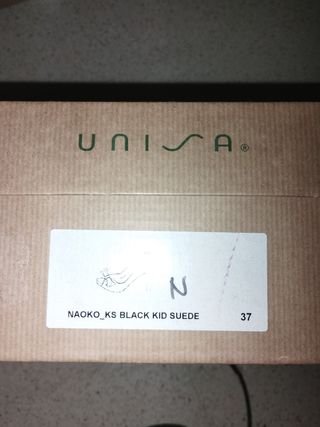 UNISA®
N
NAOKO_KS BLACK KID SUEDE 37